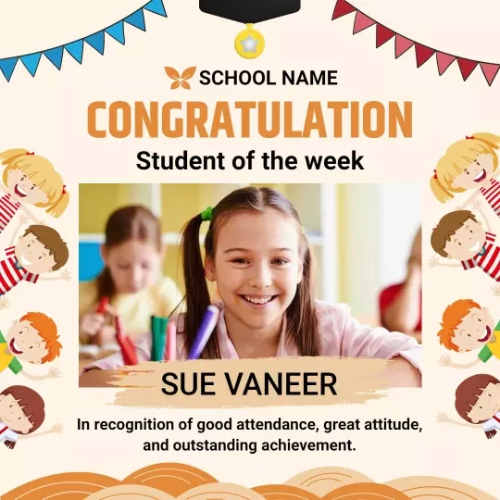 SCHOOL NAME
CONGRATULATION
Student of the week
SUE VANEER
In recognition of good attendance, great attitude,
and outstanding achievement.